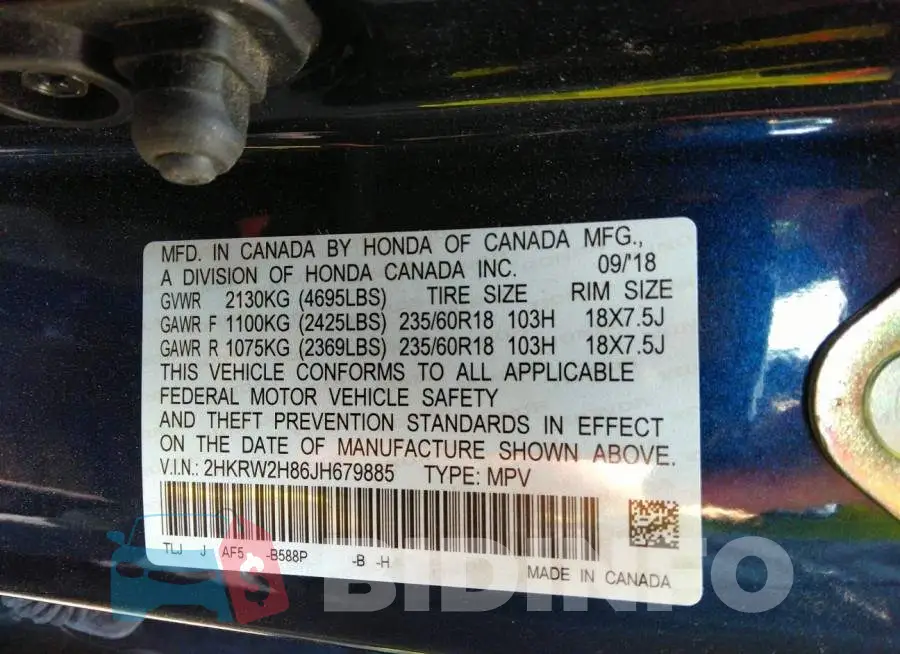 MFD. IN CANADA BY HONDA OF CANADA MFG.,
A DIVISION OF HONDA CANADA INC. 09/'18
GVWR 2130KG (4695LBS) TIRE SIZE RIM SIZE
GAWR F 1100KG (2425LBS) 235/60R18 103H 18X7.5J
GAWR R 1075KG (2369LBS) 235/60R18 103H 18X7.5J
THIS VEHICLE CONFORMS TO ALL APPLICABLE
FEDERAL MOTOR VEHICLE SAFETY
AND THEFT PREVENTION STANDARDS IN EFFECT
ON THE DATE OF MANUFACTURE SHOWN ABOVE.
V.I.N.: 2HKRW2H86JH679885 TYPE: MPV
TLJ J AF5 -B588P -B -H
MADE IN CANADA
$ BIDINFO